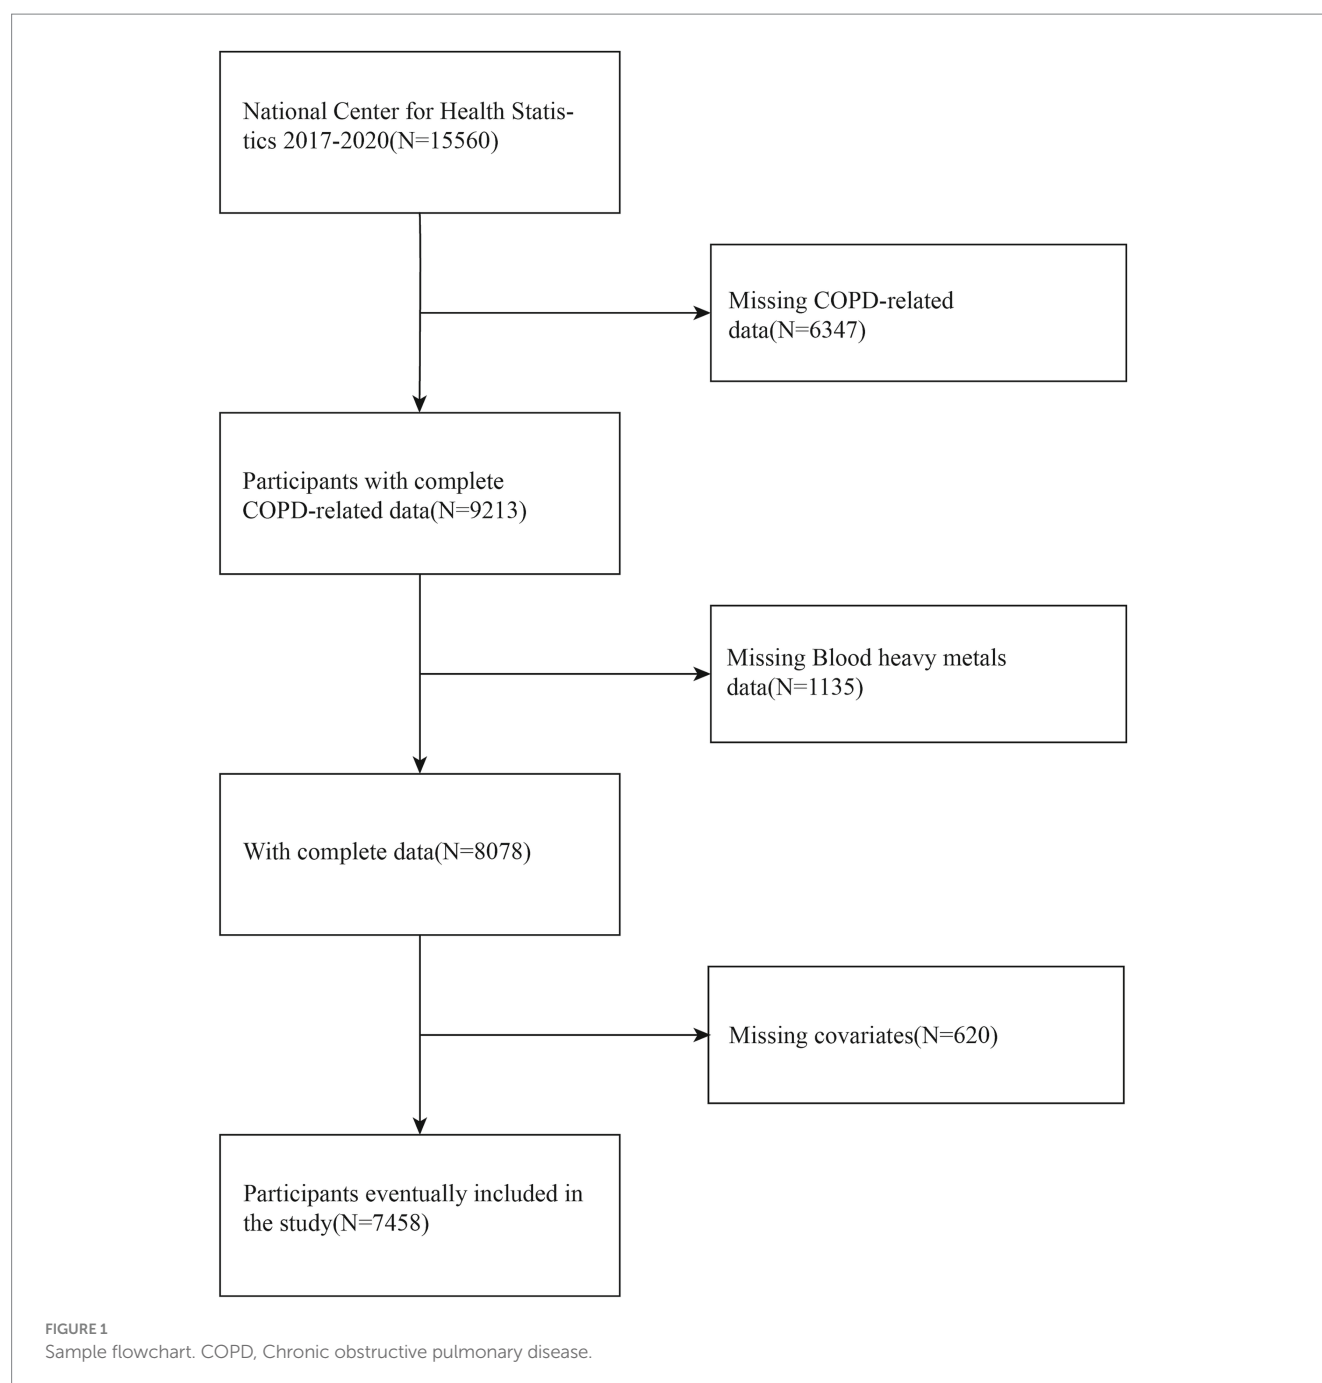 National Center for Health Statis-
tics 2017-2020(N=15560)
Missing COPD-related
data(N=6347)
Participants with complete
COPD-related data(N=9213)
Missing Blood heavy metals
data(N=1135)
With complete data(N=8078)
Missing covariates(N=620)
Participants eventually included in
the study(N=7458)
FIGURE 1
Sample flowchart. COPD, Chronic obstructive pulmonary disease.